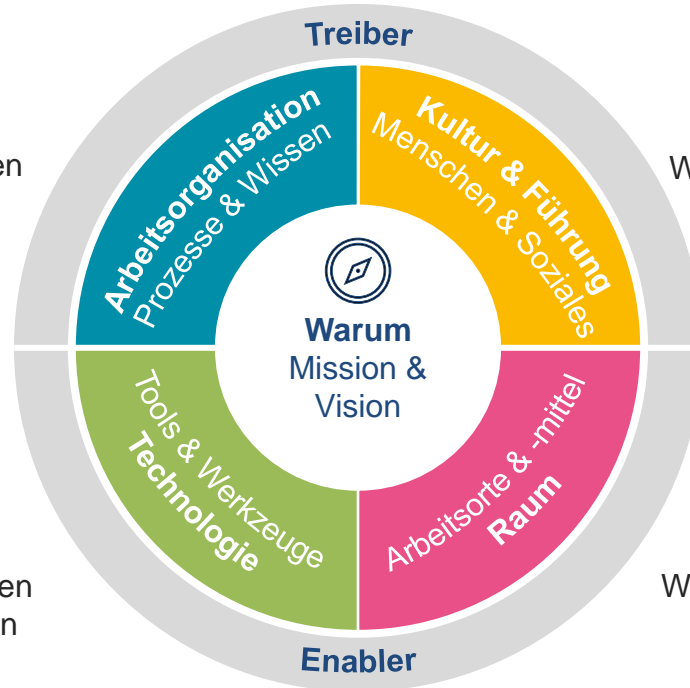 Treiber
Arbeitsorganisation
Prozesse & Wissen
Kultur & Führung
Menschen & Soziales
Warum
Mission &
Vision
Tools & Werkzeuge
Technologie
Arbeitsorte & -mittel
Raum
Enabler